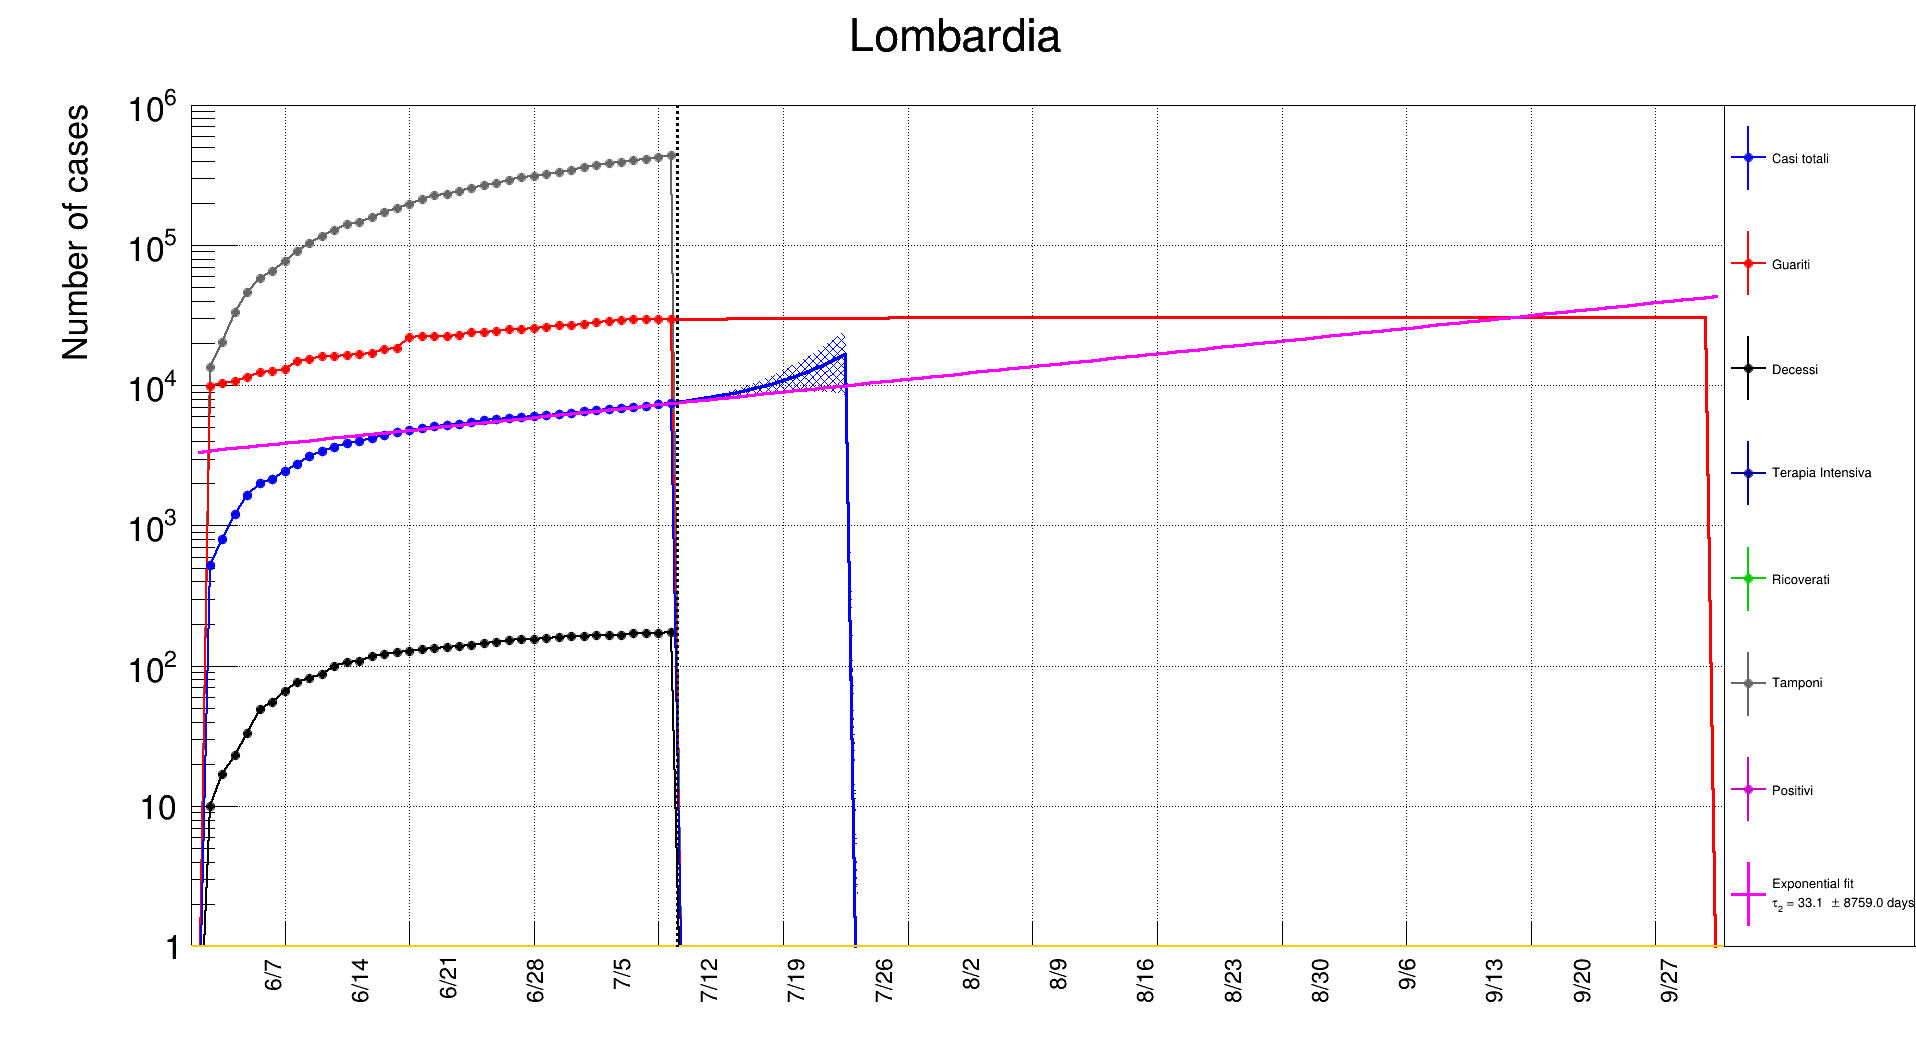 Lombardia
Number of cases
10^6
10^5
10^4
10^3
10^2
10
1
6/7 6/14 6/21 6/28 7/5 7/12 7/19 7/26 8/2 8/9 8/16 8/23 8/30 9/6 9/13 9/20 9/27
Casi totali
Guariti
Decessi
Terapia Intensiva
Ricoverati
Tamponi
Positivi
Exponential fit
τ_2 = 33.1 ± 8759.0 days